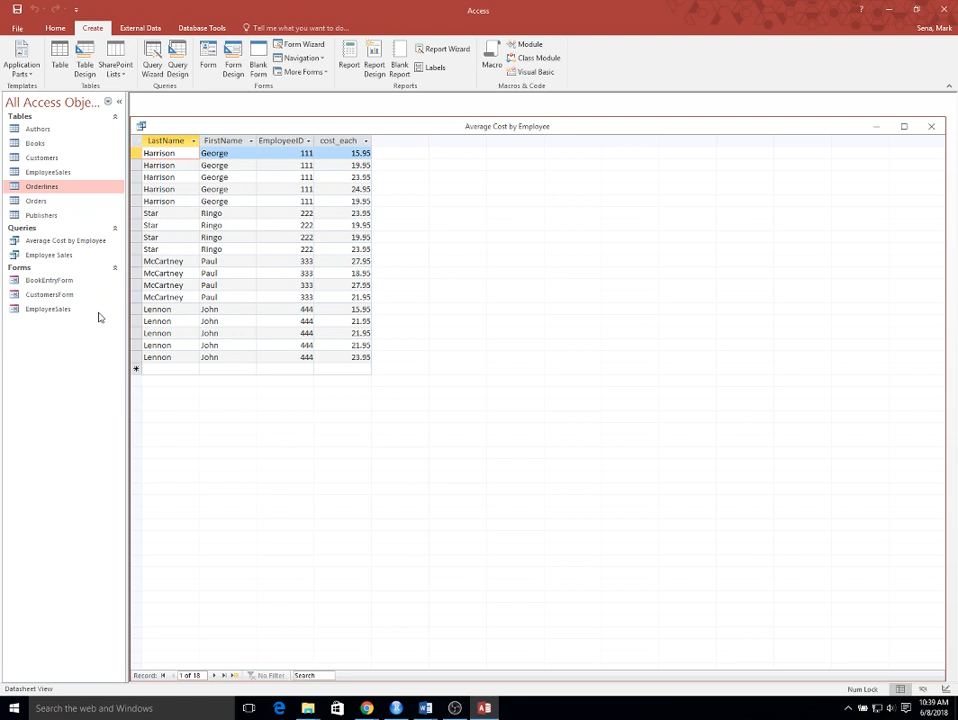 Access
? Sena, Mark
File Home Create External Data Database Tools Tell me what you want to do...
Application Parts Table Table Design SharePoint Lists Query Wizard Query Design Form Form Design Blank Form Form Wizard Navigation More Forms Report Report Design Blank Report Report Wizard Labels Macro Module Class Module Visual Basic
Templates Tables Queries Forms Reports Macros & Code
All Access Obje... «
Tables
Authors
Books
Customers
EmployeeSales
Orderlines
Orders
Publishers
Queries
Average Cost by Employee
Employee Sales
Forms
BookEntryForm
CustomersForm
EmployeeSales
Average Cost by Employee
LastName FirstName EmployeeID cost_each
Harrison George 111 15.95
Harrison George 111 19.95
Harrison George 111 23.95
Harrison George 111 24.95
Harrison George 111 19.95
Star Ringo 222 23.95
Star Ringo 222 19.95
Star Ringo 222 19.95
Star Ringo 222 23.95
McCartney Paul 333 27.95
McCartney Paul 333 18.95
McCartney Paul 333 27.95
McCartney Paul 333 21.95
Lennon John 444 15.95
Lennon John 444 21.95
Lennon John 444 21.95
Lennon John 444 21.95
Lennon John 444 23.95
*
Record: 1 of 18 No Filter Search
Datasheet View Num Lock
Search the web and Windows 10:39 AM
6/8/2018